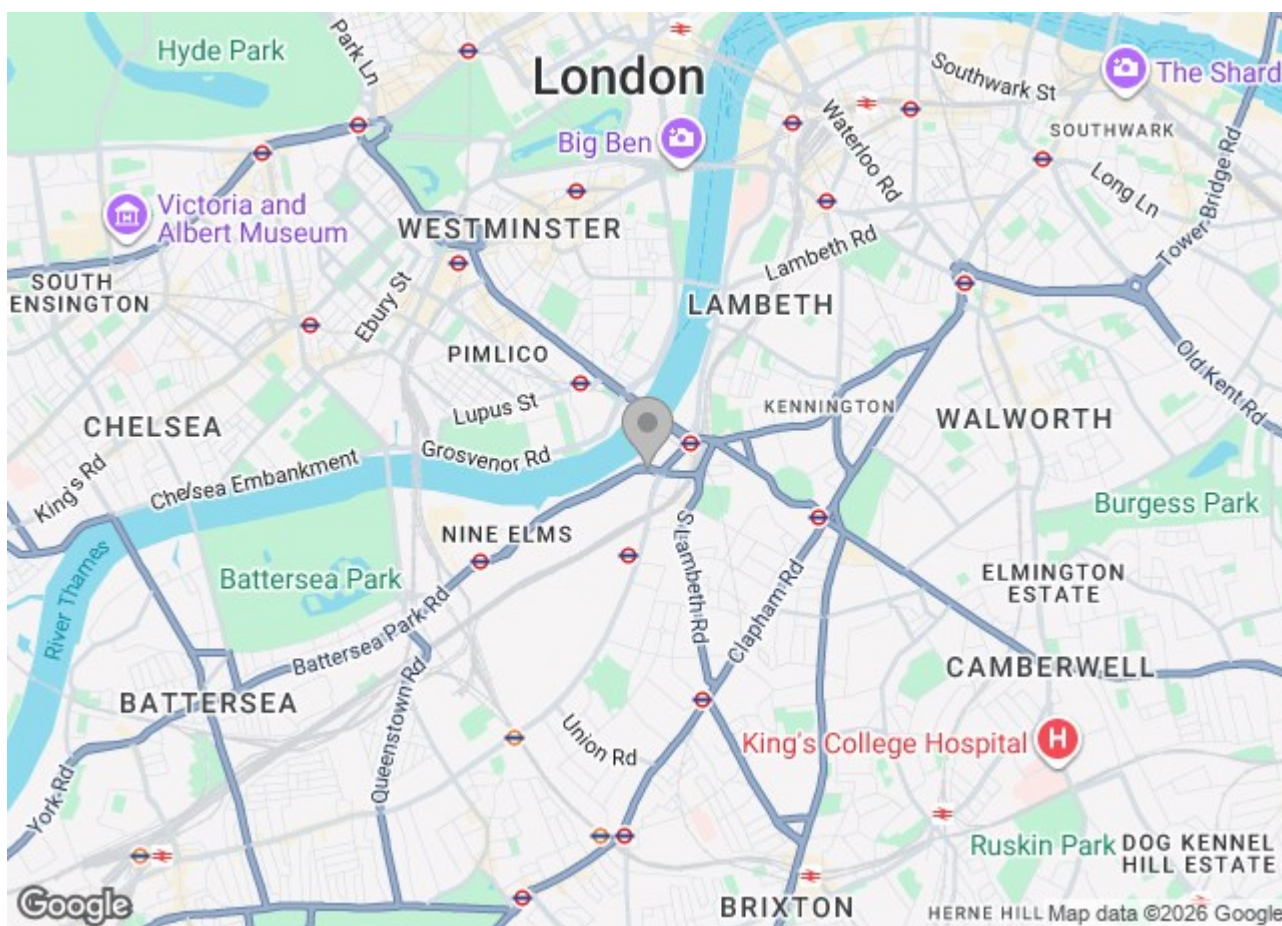 Hyde Park
Park Ln
London
Southwark St
The Shard
Big Ben
Waterloo Rd
SOUTHWARK
Long Ln
Victoria and
Albert Museum
WESTMINSTER
Tower Bridge Rd
Lambeth Rd
SOUTH
ENSINGTON
Ebury St
LAMBETH
PIMLICO
Old Kent Rd
Lupus St
KENNINGTON
WALWORTH
CHELSEA
Grosvenor Rd
King's Rd
Chelsea Embankment
Burgess Park
NINE ELMS
S Lambeth Rd
River Thames
Battersea Park
Clapham Rd
ELMINGTON
ESTATE
Battersea Park Rd
CAMBERWELL
BATTERSEA
Queenstown Rd
Union Rd
King's College Hospital
H
York Rd
Ruskin Park
DOG KENNEL
HILL ESTATE
Google
BRIXTON
HERNE HILL
Map data ©2026 Google